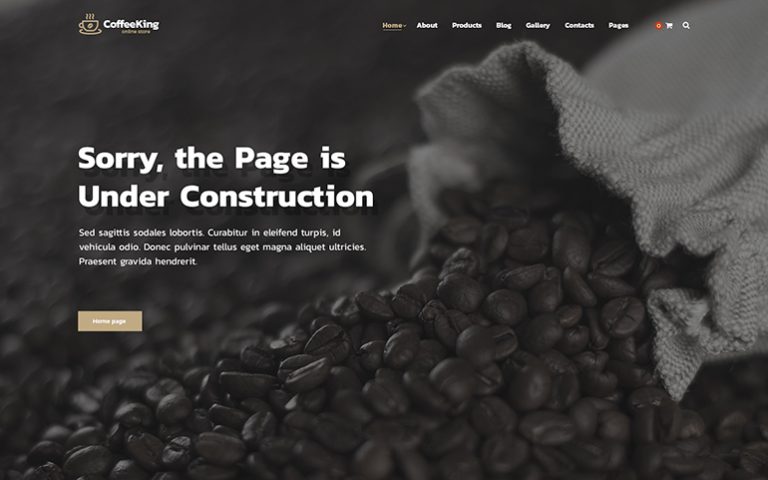 CoffeeKing
online store
Home About Products Blog Gallery Contacts Pages 0
Sorry, the Page is
Under Construction
Sed sagittis sodales lobortis. Curabitur in eleifend turpis, id
vehicula odio. Donec pulvinar tellus eget magna aliquet ultricies.
Praesent gravida hendrerit.
Home page